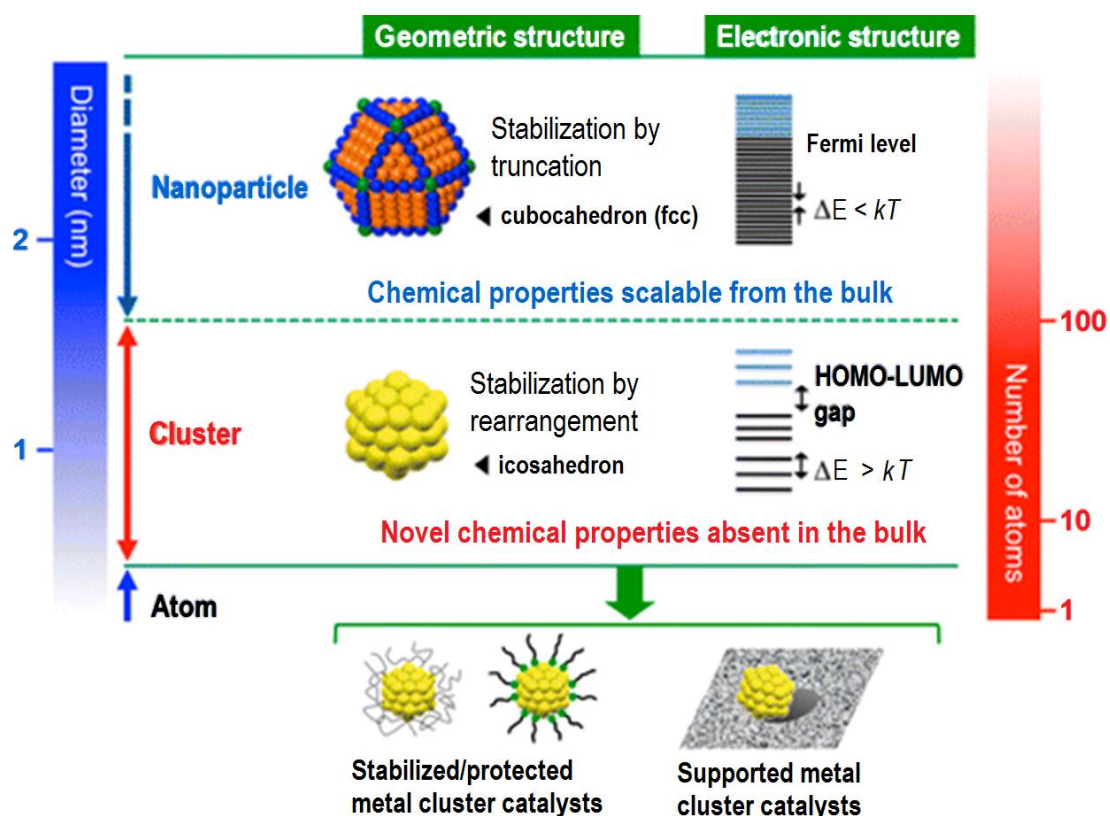 Geometric structure
Electronic structure
Diameter (nm)
2
1
Nanoparticle
Stabilization by
truncation
cubocahedron (fcc)
Fermi level
ΔE < kT
Chemical properties scalable from the bulk
Cluster
Stabilization by
rearrangement
icosahedron
HOMO-LUMO
gap
ΔE > kT
Novel chemical properties absent in the bulk
Atom
Number of atoms
100
10
1
Stabilized/protected
metal cluster catalysts
Supported metal
cluster catalysts